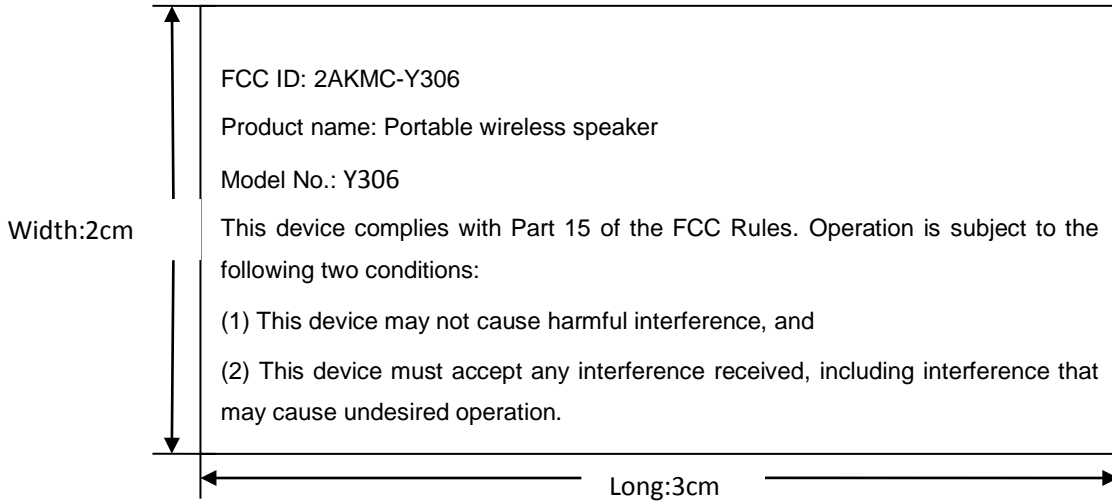 FCC ID: 2AKMC-Y306
Product name: Portable wireless speaker
Model No.: Y306
Width:2cm
This device complies with Part 15 of the FCC Rules. Operation is subject to the
following two conditions:
(1) This device may not cause harmful interference, and
(2) This device must accept any interference received, including interference that
may cause undesired operation.
Long:3cm